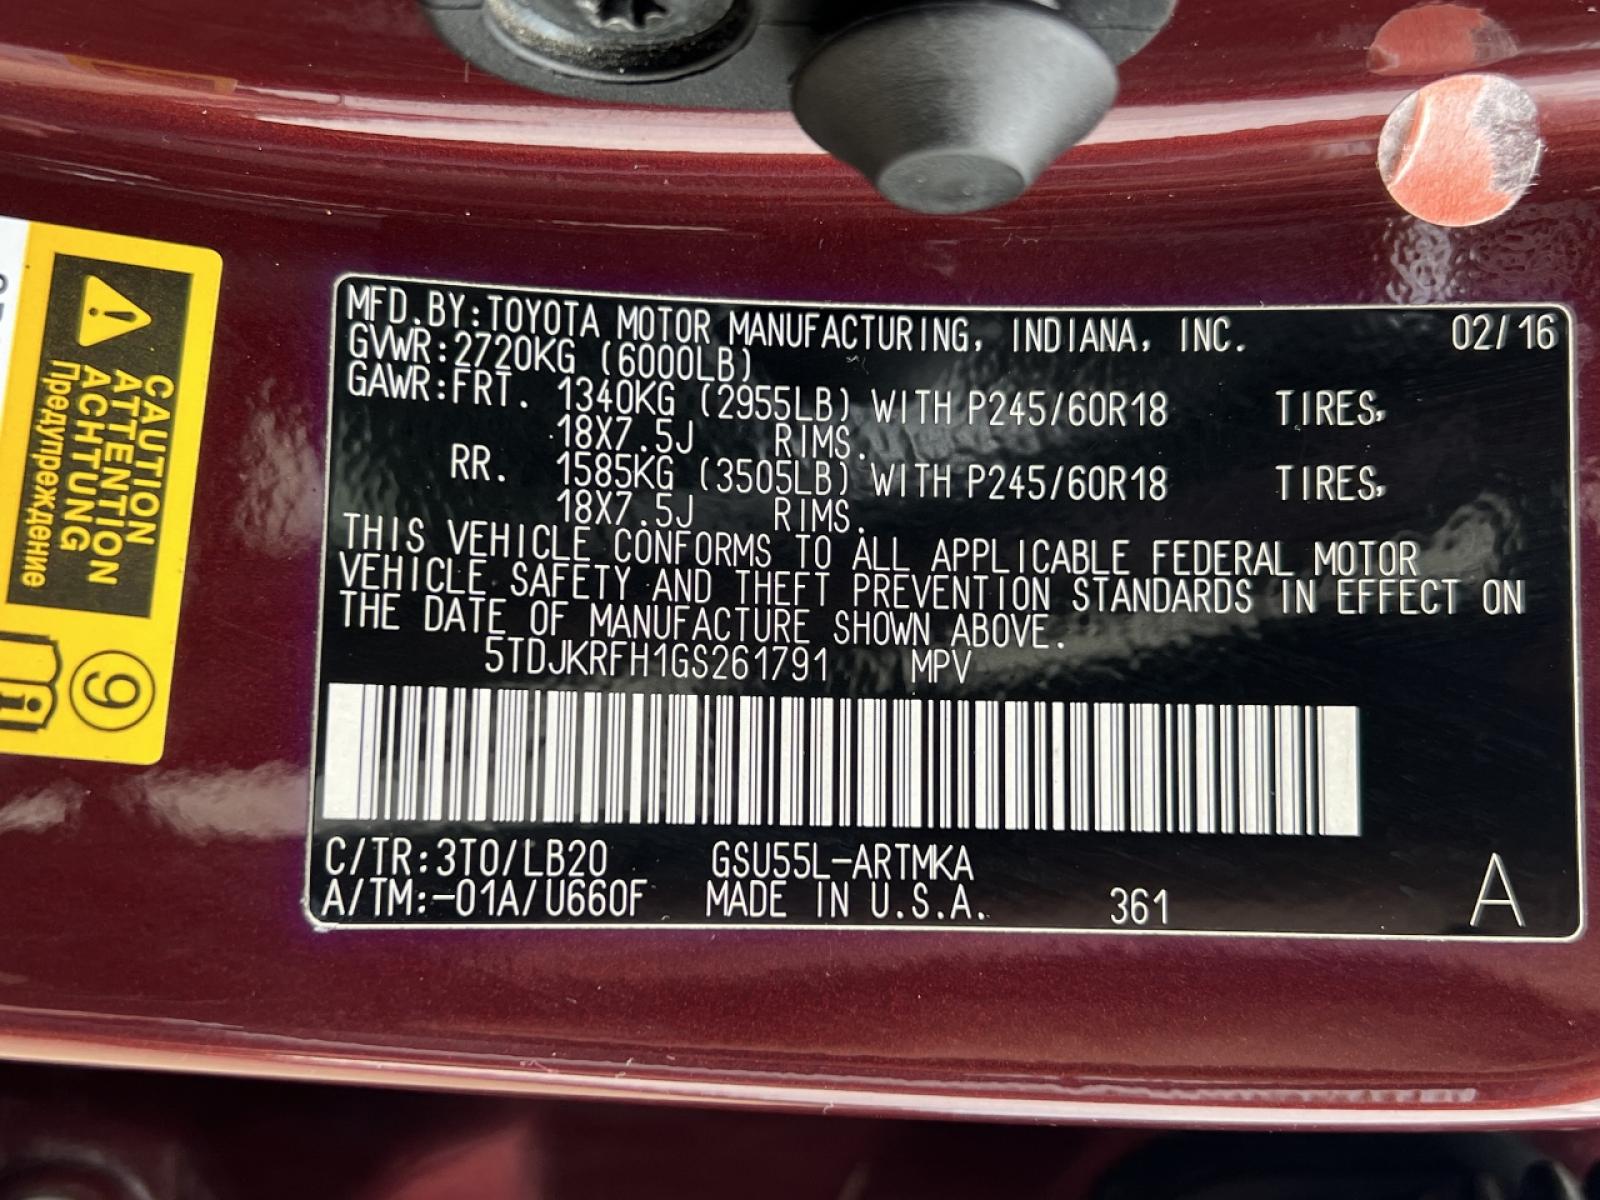 MFD.BY:TOYOTA MOTOR MANUFACTURING, INDIANA, INC. 02/16
GVWR:2720KG (6000LB)
GAWR:FRT. 1340KG (2955LB) WITH P245/60R18 TIRES,
18X7.5J RIMS.
RR. 1585KG (3505LB) WITH P245/60R18 TIRES,
18X7.5J RIMS.
THIS VEHICLE CONFORMS TO ALL APPLICABLE FEDERAL MOTOR
VEHICLE SAFETY AND THEFT PREVENTION STANDARDS IN EFFECT ON
THE DATE OF MANUFACTURE SHOWN ABOVE.
5TDJKRFH1GS261791 MPV
C/TR:3T0/LB20 GSU55L-ARTMKA
A/TM:-01A/U660F MADE IN U.S.A. 361 A
CAUTION
ATTENTION
ACHTUNG
Предупреждение
9